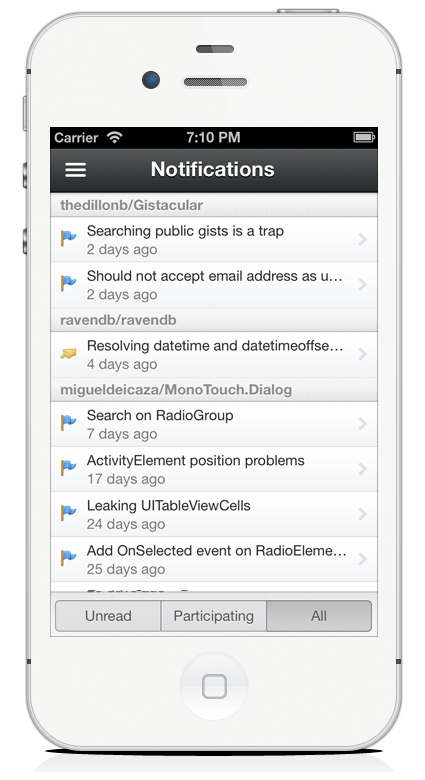 Carrier 7:10 PM
Notifications
thedillonb/Gistacular
Searching public gists is a trap
2 days ago
Should not accept email address as u...
2 days ago
ravendb/ravendb
Resolving datetime and datetimeoffse...
4 days ago
migueldeicaza/MonoTouch.Dialog
Search on RadioGroup
7 days ago
ActivityElement position problems
17 days ago
Leaking UITableViewCells
24 days ago
Add OnSelected event on RadioEleme...
25 days ago
Unread Participating All